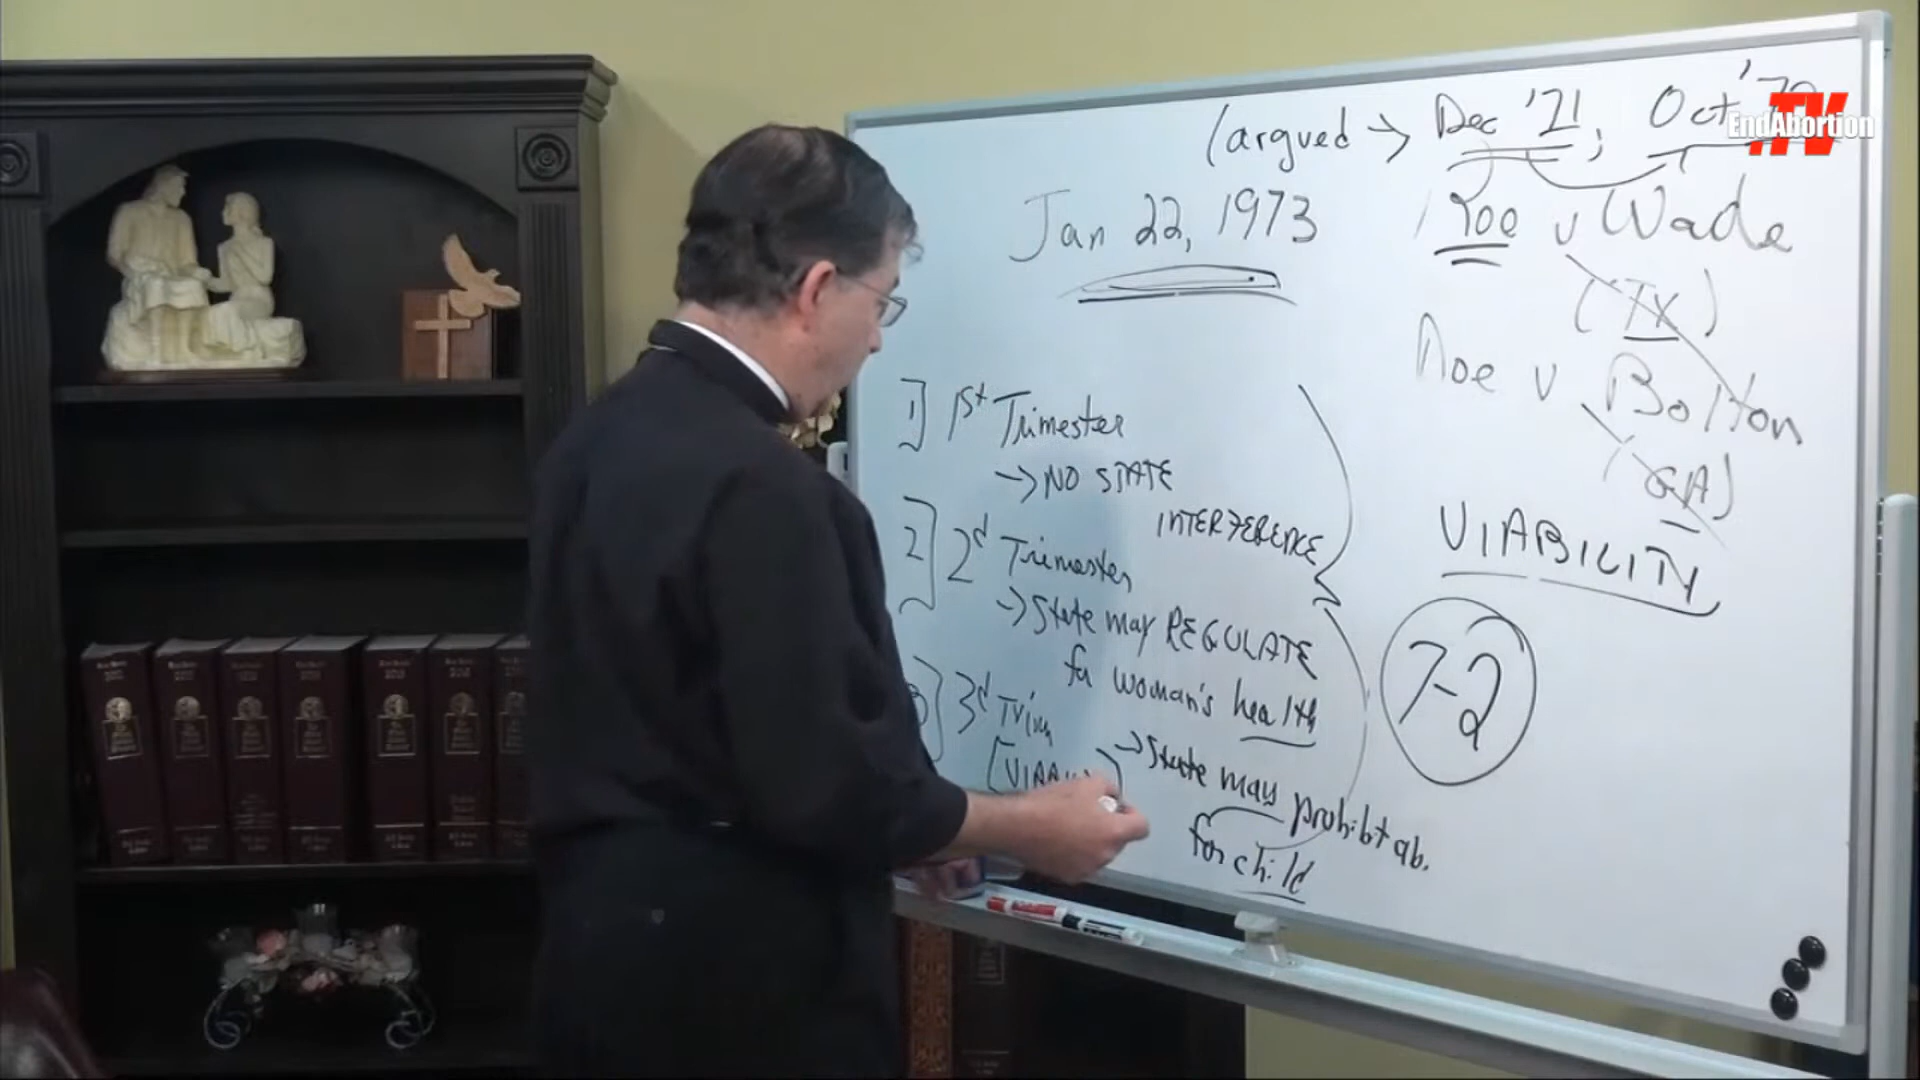 (argued → Dec '71; Oct '72
.TV
EndAbortion
Jan 22, 1973
Roe v Wade
(TX)
Doe v Bolton
(GA)
1] 1st Trimester
→ NO STATE
INTERFERENCE
2] 2d Trimester
→ State may REGULATE
for woman's health
3] 3d Trim
→ State may prohibit ab.
for child
VIABILITY
7-2